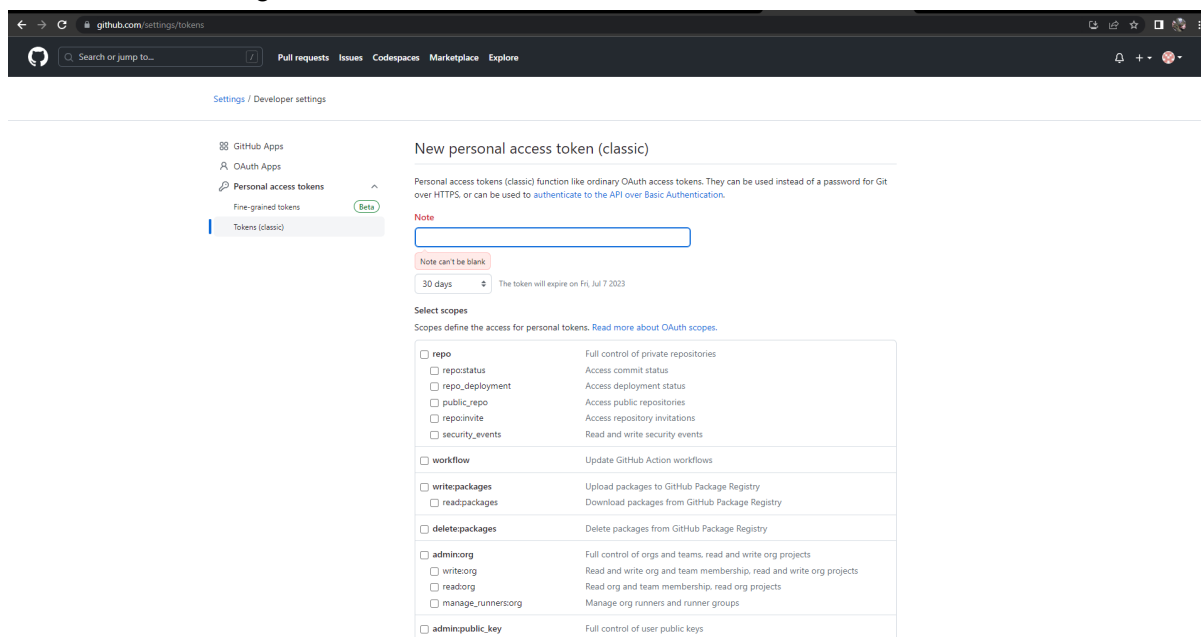 github.com/settings/tokens
Search or jump to... /
Pull requests Issues Codespaces Marketplace Explore
Settings / Developer settings
GitHub Apps
OAuth Apps
Personal access tokens
Fine-grained tokens Beta
Tokens (classic)
New personal access token (classic)
Personal access tokens (classic) function like ordinary OAuth access tokens. They can be used instead of a password for Git
over HTTPS, or can be used to authenticate to the API over Basic Authentication.
Note
Note can't be blank
30 days The token will expire on Fri, Jul 7 2023
Select scopes
Scopes define the access for personal tokens. Read more about OAuth scopes.
repo Full control of private repositories
repo:status Access commit status
repo_deployment Access deployment status
public_repo Access public repositories
repo:invite Access repository invitations
security_events Read and write security events
workflow Update GitHub Action workflows
write:packages Upload packages to GitHub Package Registry
read:packages Download packages from GitHub Package Registry
delete:packages Delete packages from GitHub Package Registry
admin:org Full control of orgs and teams, read and write org projects
write:org Read and write org and team membership, read and write org projects
read:org Read org and team membership, read org projects
manage_runners:org Manage org runners and runner groups
admin:public_key Full control of user public keys